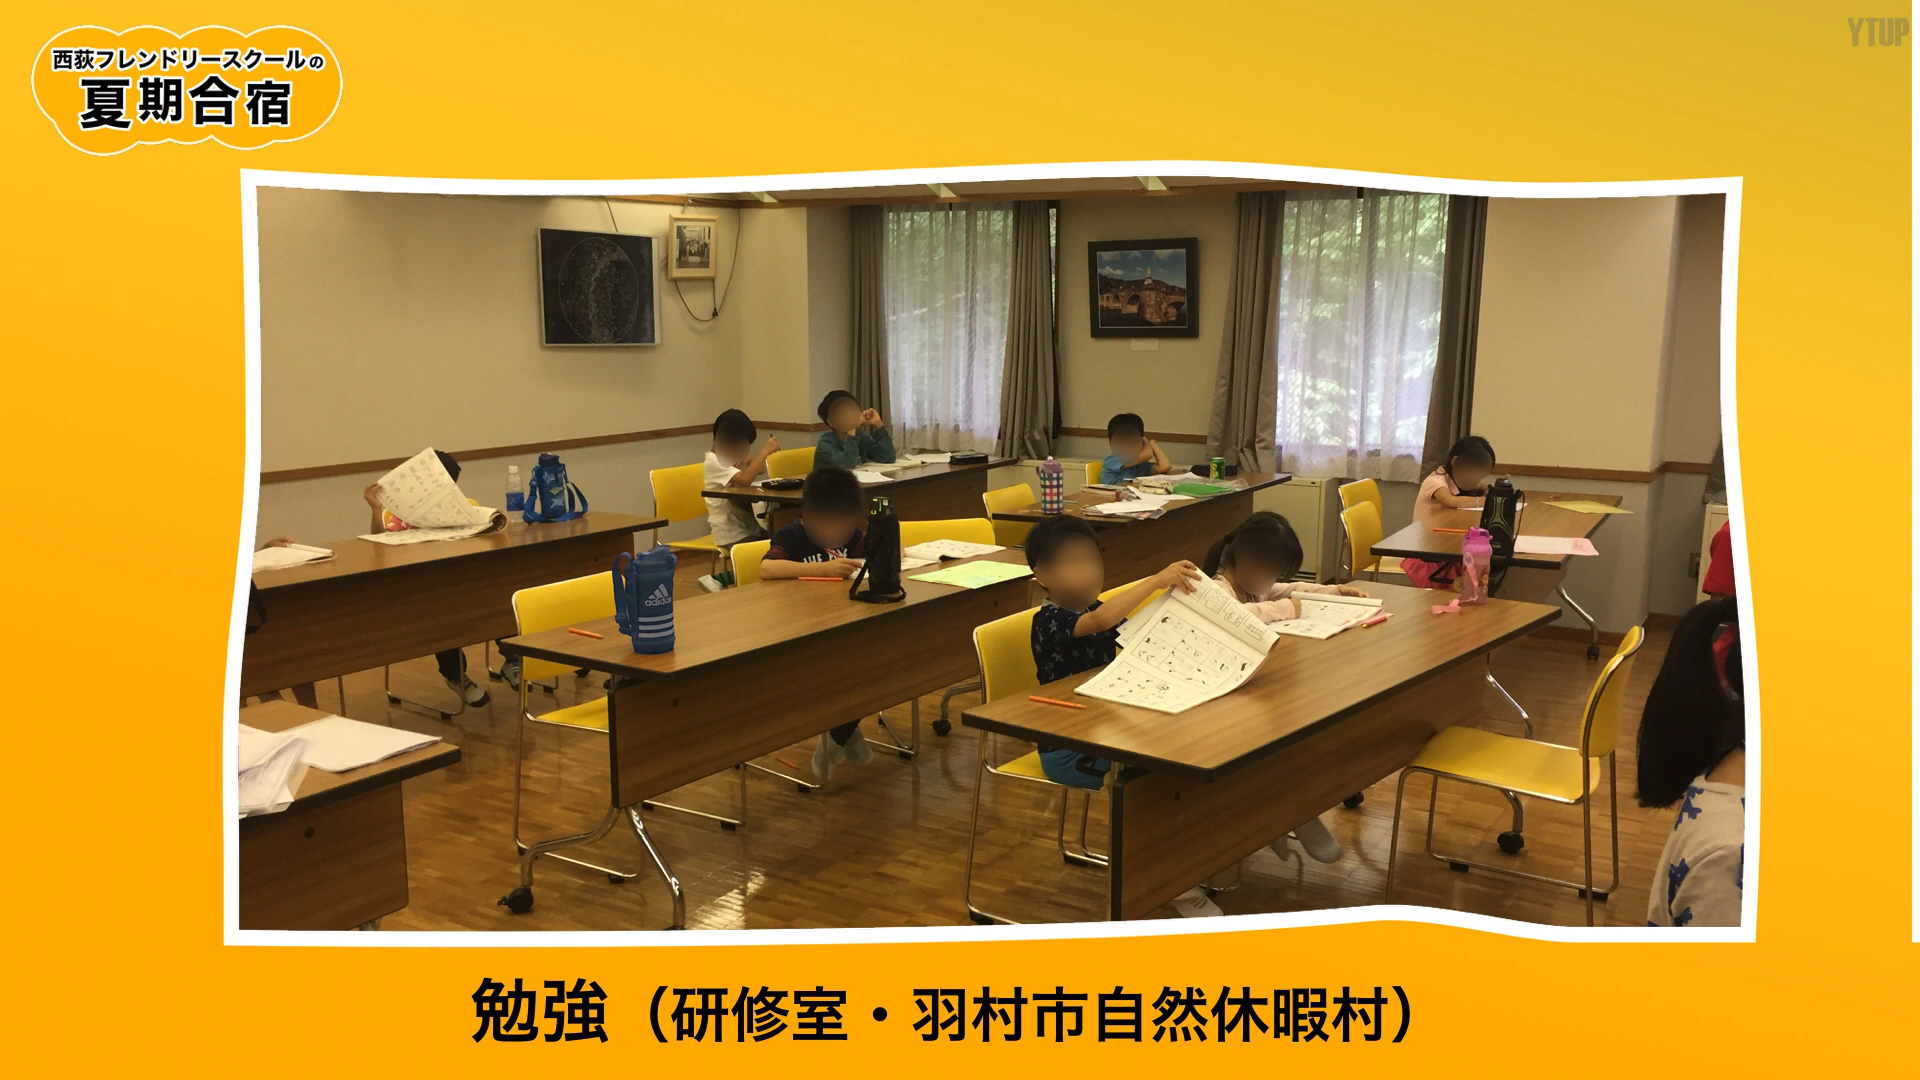 西荻フレンドリースクールの
夏期合宿
YTUP
adidas
勉強（研修室・羽村市自然休暇村）